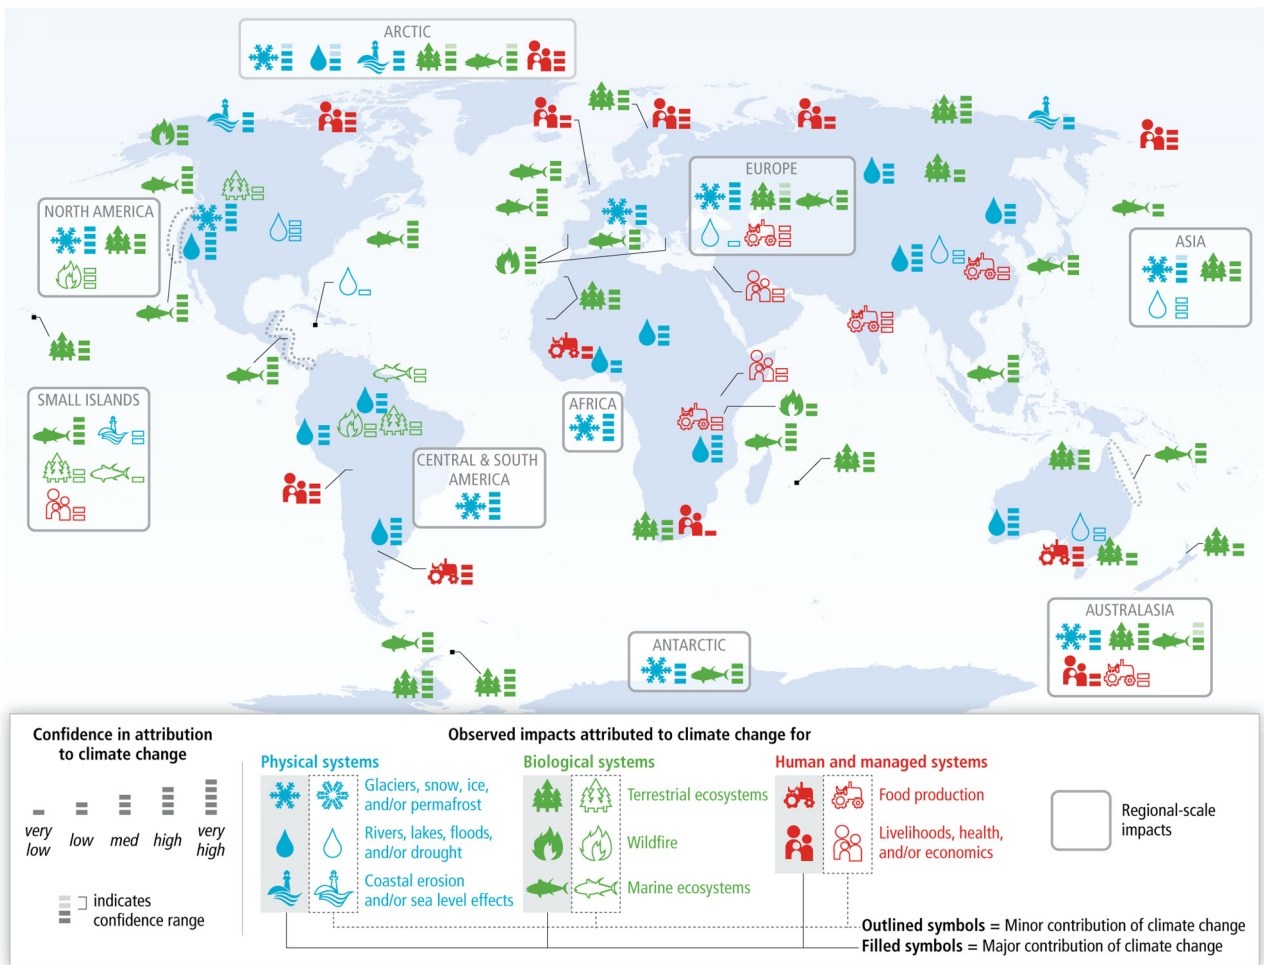 ARCTIC
EUROPE
NORTH AMERICA
ASIA
SMALL ISLANDS
AFRICA
CENTRAL & SOUTH
AMERICA
ANTARCTIC
AUSTRALASIA
Confidence in attribution
to climate change
very
low
low
med
high
very
high
indicates
confidence range
Observed impacts attributed to climate change for
Physical systems
Glaciers, snow, ice,
and/or permafrost
Rivers, lakes, floods,
and/or drought
Coastal erosion
and/or sea level effects
Biological systems
Terrestrial ecosystems
Wildfire
Marine ecosystems
Human and managed systems
Food production
Livelihoods, health,
and/or economics
Regional-scale
impacts
Outlined symbols = Minor contribution of climate change
Filled symbols = Major contribution of climate change